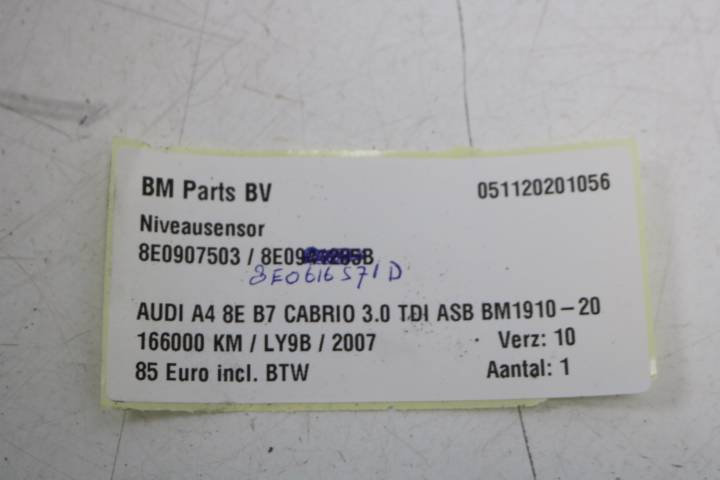 BM Parts BV
051120201056
Niveausensor
8E0907503 /
8E0616571D
AUDI A4 8E B7 CABRIO 3.0 TDI ASB BM1910-20
166000 KM / LY9B / 2007
Verz: 10
85 Euro incl. BTW
Aantal: 1